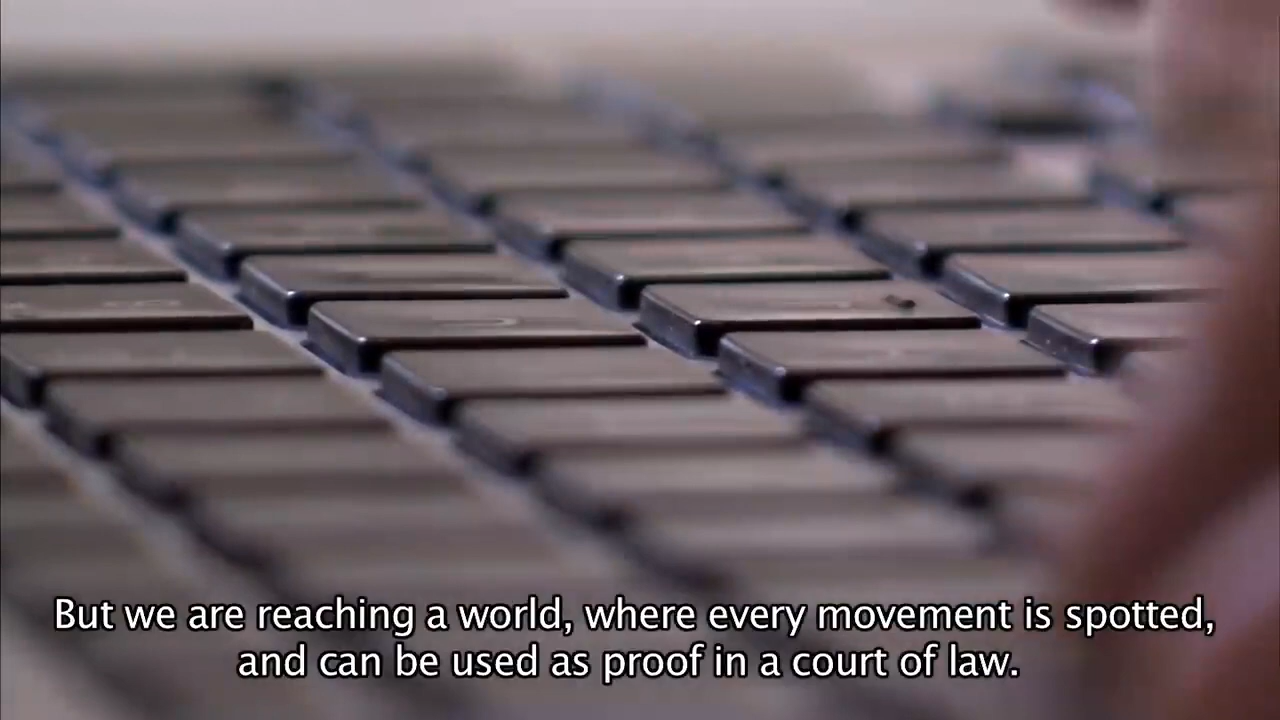 But we are reaching a world, where every movement is spotted,
and can be used as proof in a court of law.